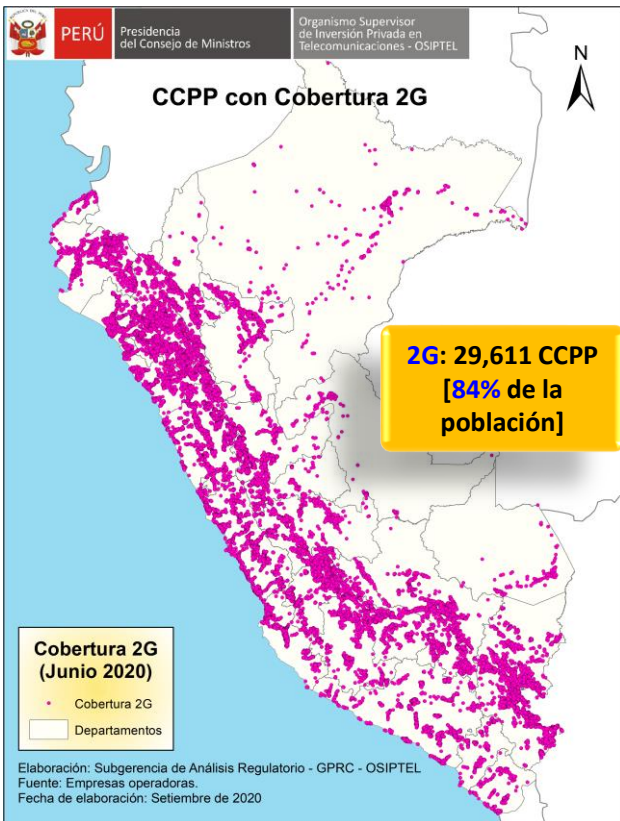 PERÚ
Presidencia
del Consejo de Ministros
Organismo Supervisor
de Inversión Privada en
Telecomunicaciones - OSIPTEL
CCPP con Cobertura 2G
N
2G: 29,611 CCPP
[84% de la
población]
Cobertura 2G
(Junio 2020)
Cobertura 2G
Departamentos
Elaboración: Subgerencia de Análisis Regulatorio - GPRC - OSIPTEL
Fuente: Empresas operadoras.
Fecha de elaboración: Setiembre de 2020